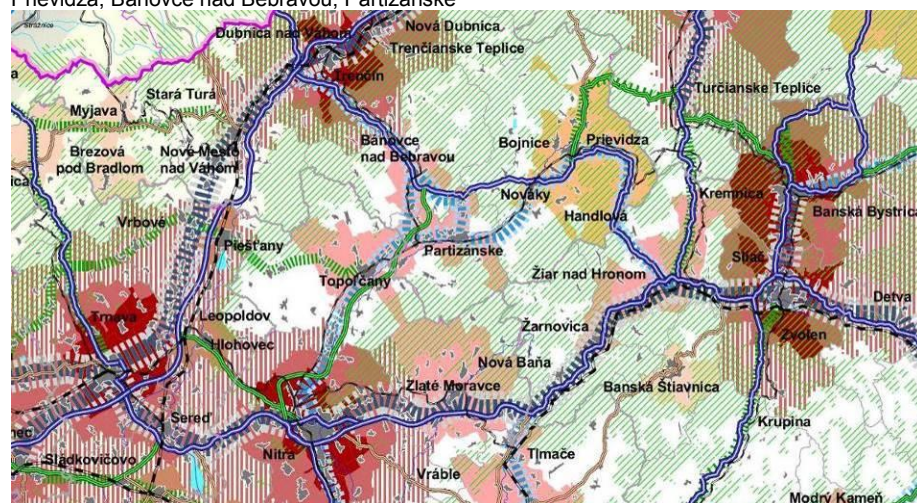 Prievidza, Bánovce nad Bebravou, Partizánske
Nová Dubnica
Dubnica nad Váhom
Trenčianske Teplice
Trenčín
Stará Turá
Myjava
Turčianske Teplice
Bánovce
nad Bebravou
Bojnice
Prievidza
Brezová
pod Bradlom
Nové Mesto
nad Váhom
Nováky
Kremnica
Handlová
Banská Bystrica
Vrbové
Piešťany
Partizánske
Sliač
Topoľčany
Žiar nad Hronom
Detva
Trnava
Leopoldov
Žarnovica
Zvolen
Hlohovec
Nová Baňa
Zlaté Moravce
Banská Štiavnica
Sereď
Krupina
Nitra
Tlmače
Sládkovičovo
Vráble
Modrý Kameň